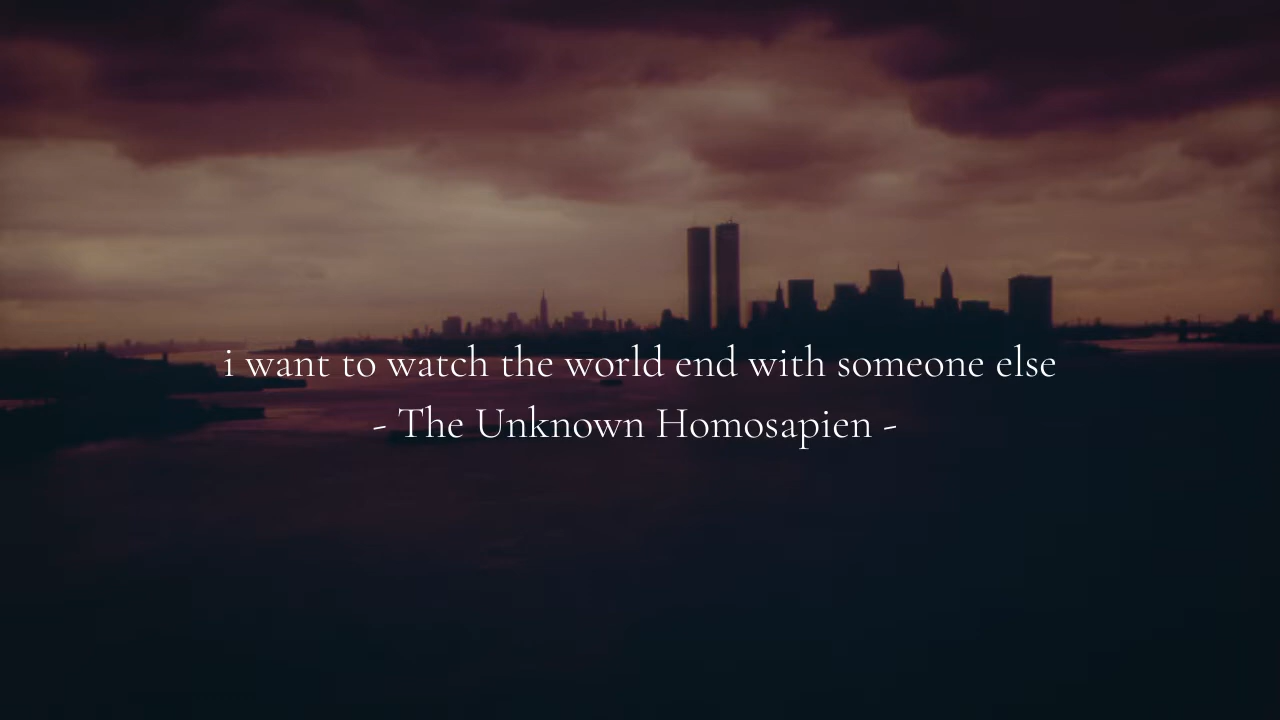 i want to watch the world end with someone else
- The Unknown Homosapien -